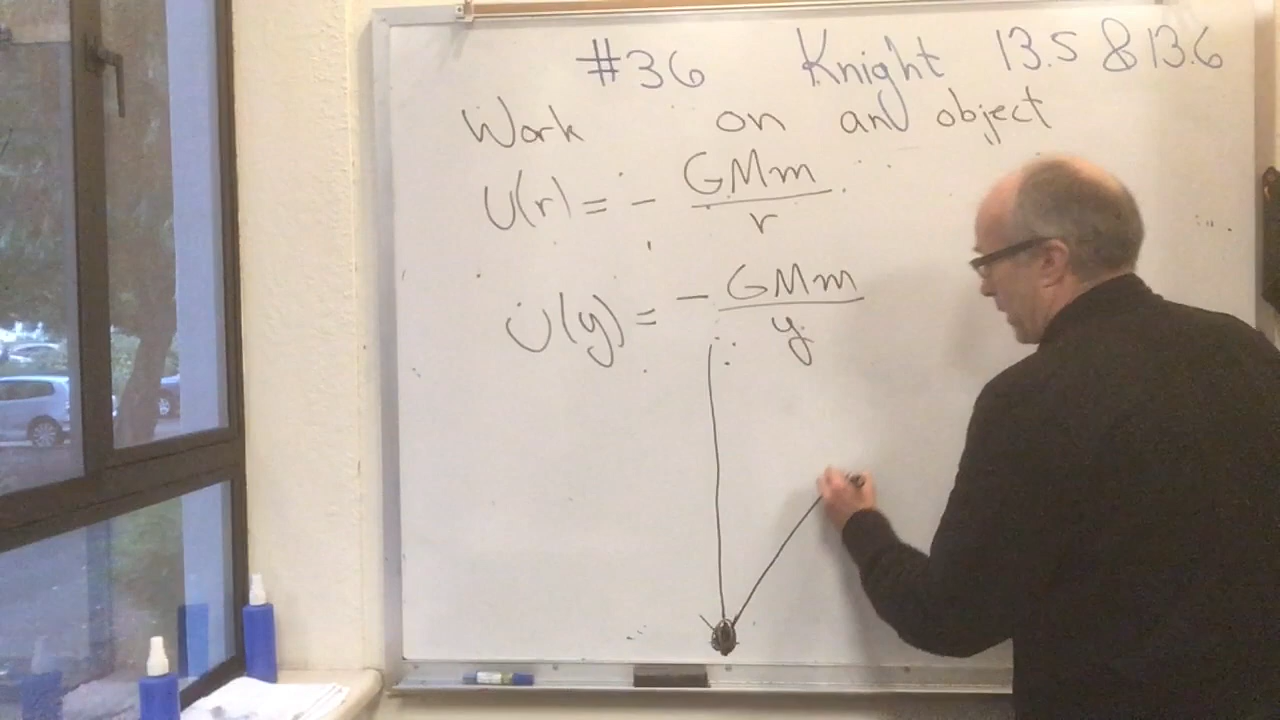 #36 Knight 13.5 & 13.6
Work on an object
U(r) = - GMm / r
U(y) = - GMm / y